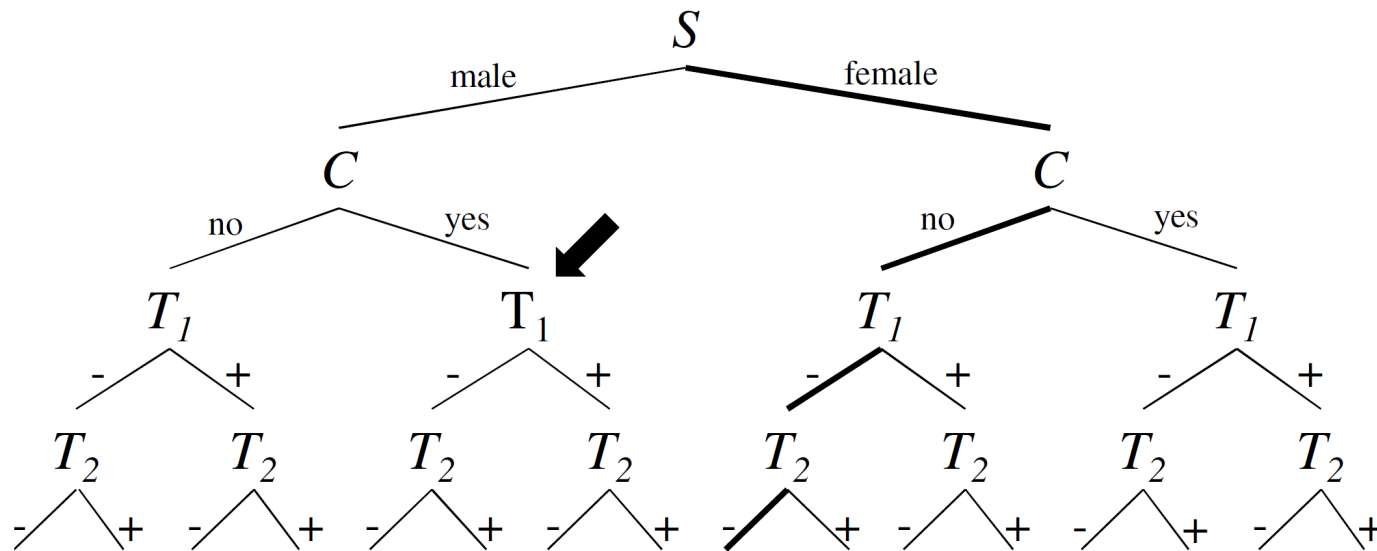 S
male female
C C
no yes no yes
T₁ T₁ T₁ T₁
- + - + - + - +
T₂ T₂ T₂ T₂ T₂ T₂ T₂ T₂
- + - + - + - + - + - + - + - +